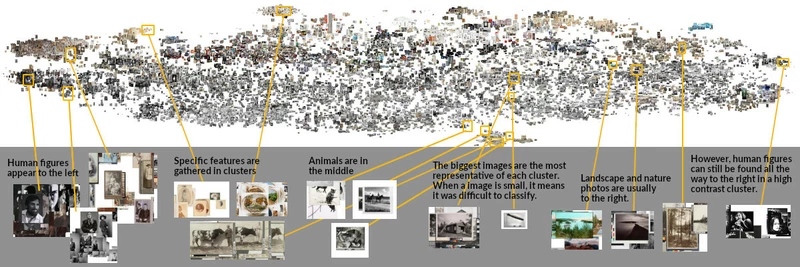 Human figures
appear to the left
Specific features are
gathered in clusters
Animals are in
the middle
The biggest images are the most
representative of each cluster.
When a image is small, it means
it was difficult to classify.
Landscape and nature
photos are usually
to the right.
However, human figures
can still be found all the
way to the right in a high
contrast cluster.